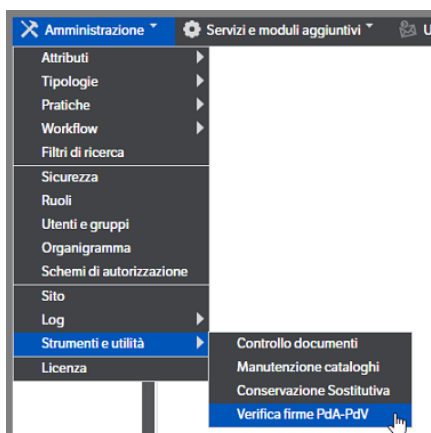 Amministrazione Servizi e moduli aggiuntivi U
Attributi
Tipologie
Pratiche
Workflow
Filtri di ricerca
Sicurezza
Ruoli
Utenti e gruppi
Organigramma
Schemi di autorizzazione
Sito
Log
Strumenti e utilità
Licenza
Controllo documenti
Manutenzione cataloghi
Conservazione Sostitutiva
Verifica firme PdA-PdV